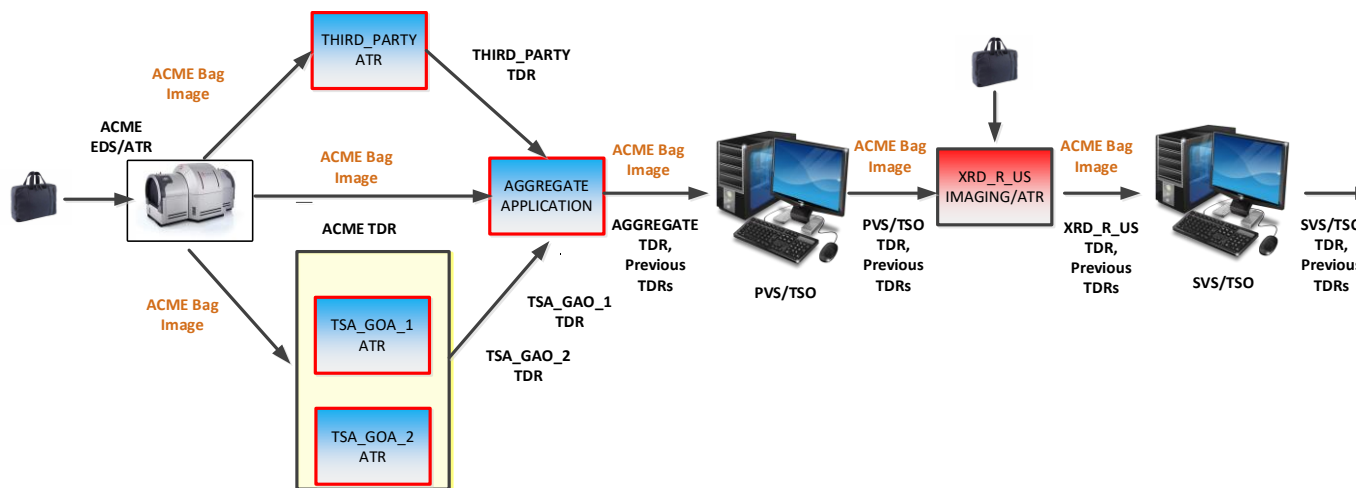 THIRD_PARTY
ATR
THIRD_PARTY
TDR
ACME Bag
Image
ACME
EDS/ATR
ACME Bag
Image
ACME TDR
AGGREGATE
APPLICATION
ACME Bag
Image
AGGREGATE
TDR,
Previous
TDRs
PVS/TSO
ACME Bag
Image
PVS/TSO
TDR,
Previous
TDRs
XRD_R_US
IMAGING/ATR
ACME Bag
Image
XRD_R_US
TDR,
Previous
TDRs
SVS/TSO
SVS/TSO
TDR,
Previous
TDRs
ACME Bag
Image
TSA_GOA_1
ATR
TSA_GOA_2
ATR
TSA_GAO_1
TDR
TSA_GAO_2
TDR